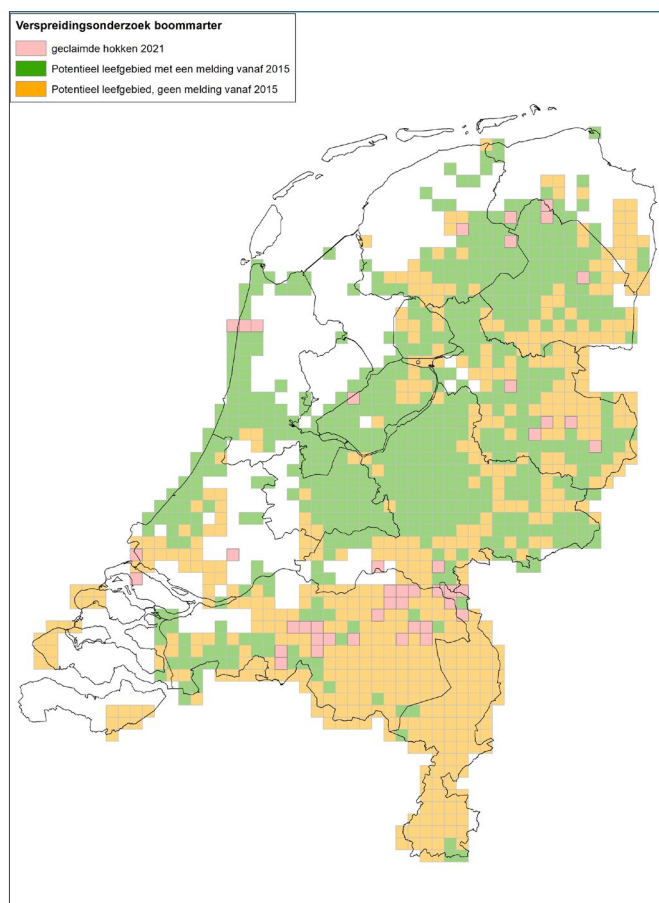 Verspreidingsonderzoek boommarter
geclaimde hokken 2021
Potentieel leefgebied met een melding vanaf 2015
Potentieel leefgebied, geen melding vanaf 2015